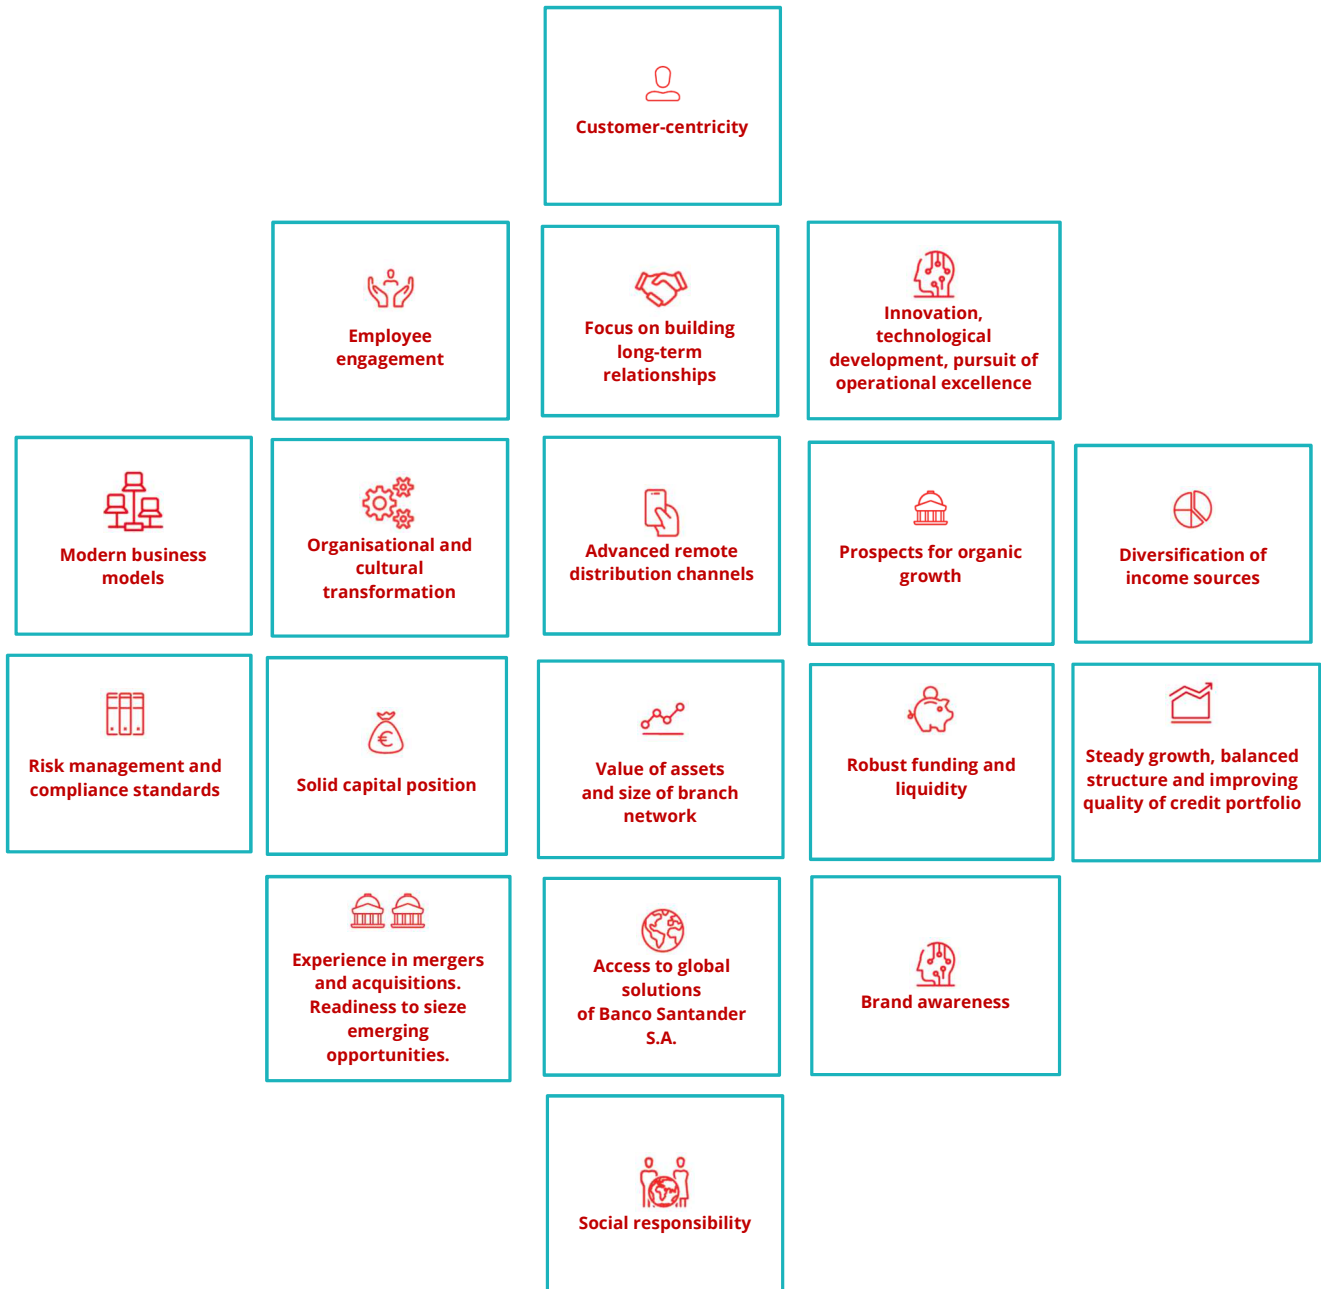 Customer-centricity
Employee
engagement
Focus on building
long-term
relationships
Innovation,
technological
development, pursuit of
operational excellence
Modern business
models
Organisational and
cultural
transformation
Advanced remote
distribution channels
Prospects for organic
growth
Diversification of
income sources
Risk management and
compliance standards
Solid capital position
Value of assets
and size of branch
network
Robust funding and
liquidity
Steady growth, balanced
structure and improving
quality of credit portfolio
Experience in mergers
and acquisitions.
Readiness to sieze
emerging
opportunities.
Access to global
solutions
of Banco Santander
S.A.
Brand awareness
Social responsibility